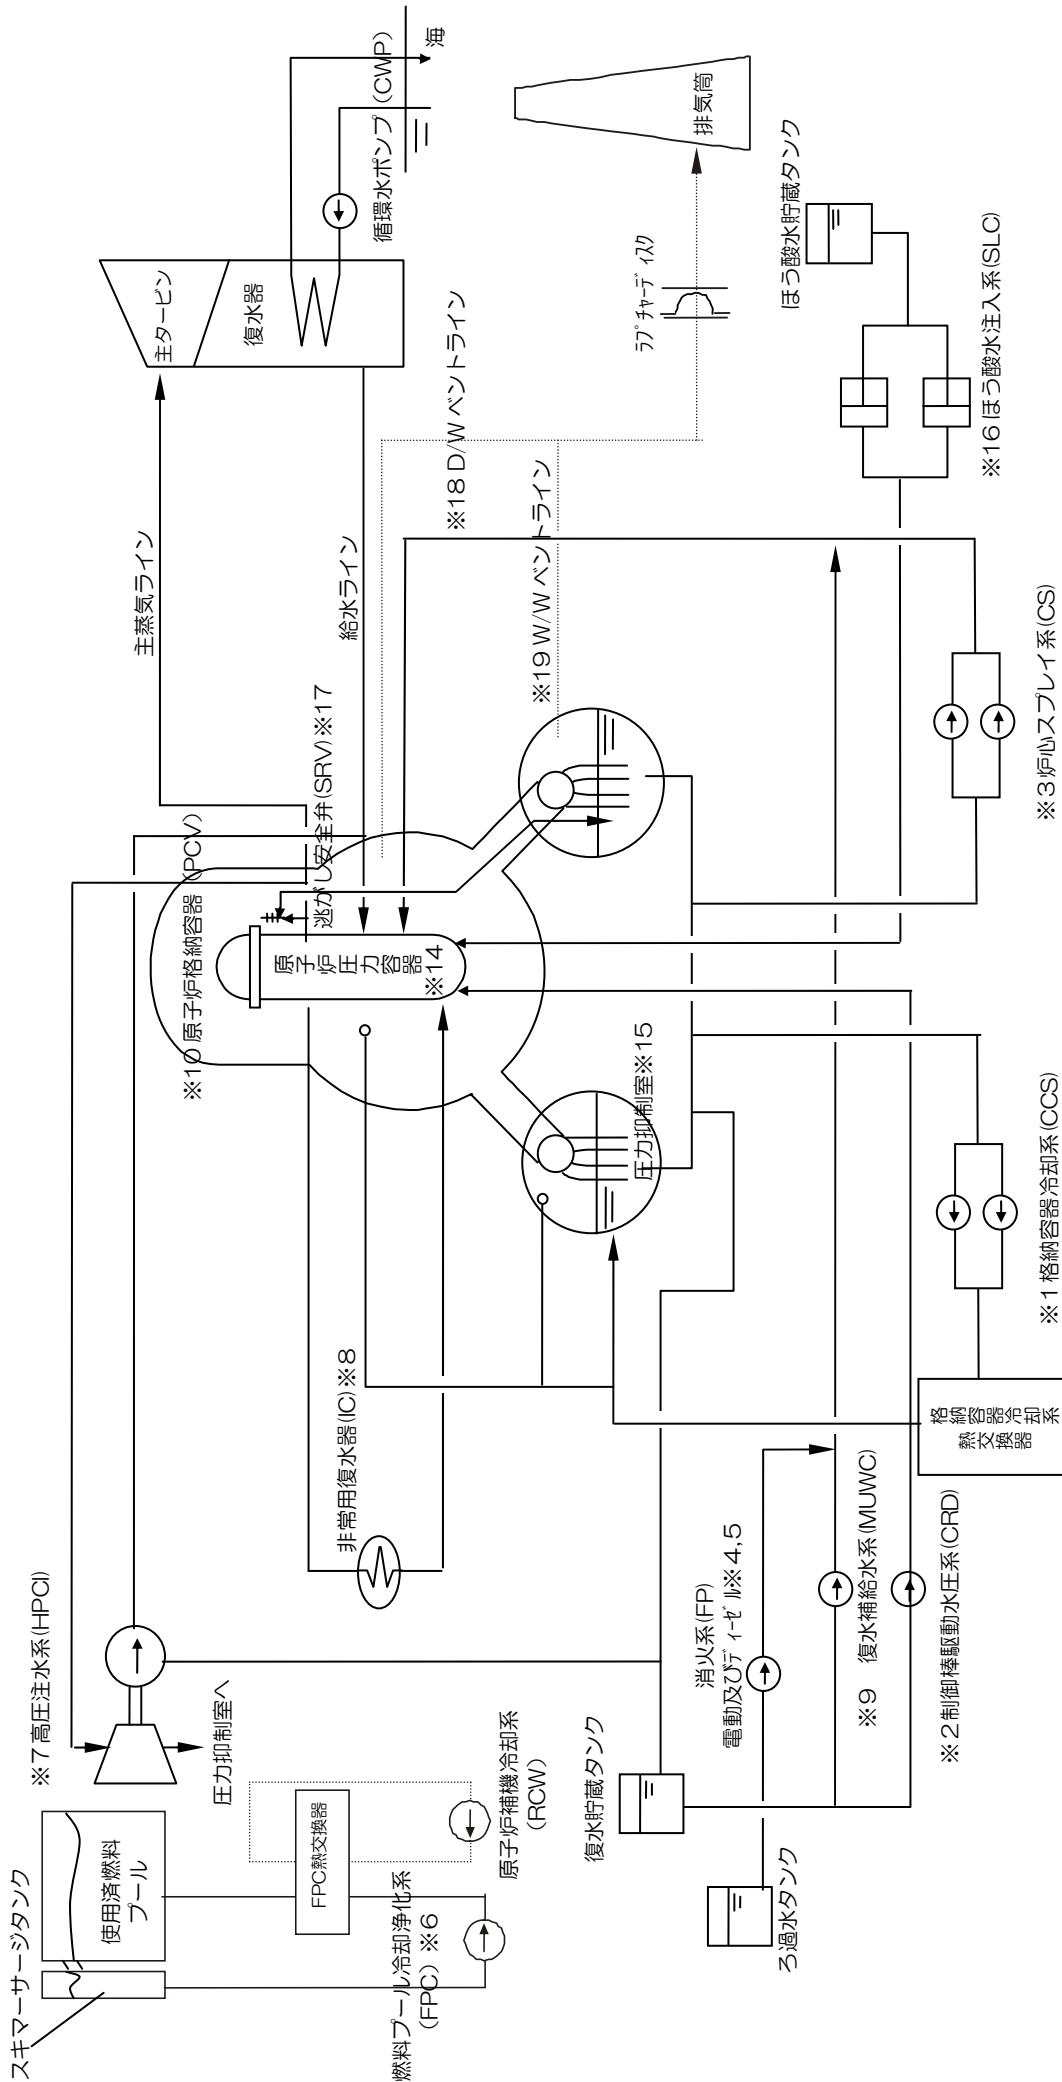 スキマーサージタンク
使用済燃料
プール
FPC熱交換器
燃料プール冷却浄化系
(FPC) ※6
原子炉補機冷却系
(RCW)
※7 高圧注水系(HPCI)
圧力抑制室へ
復水貯蔵タンク
ろ過水タンク
消火系(FP)
電動及びディーゼル※4,5
※9 復水補給水系(MUWC)
※2 制御棒駆動水圧系(CRD)
非常用復水器(IC)※8
格納容器冷却系
熱交換器
※1 格納容器冷却系(CCS)
※10 原子炉格納容器 (PCV)
原子炉圧力容器
※14
圧力抑制室※15
逃がし安全弁(SRV)※17
主蒸気ライン
給水ライン
※18 D/W ベントライン
※19 W/W ベントライン
※3 炉心スプレイ系(CS)
主タービン
復水器
循環水ポンプ (CWP)
海
ラプチャーディスク
排気筒
ほう酸水貯蔵タンク
※16 ほう酸水注入系(SLC)